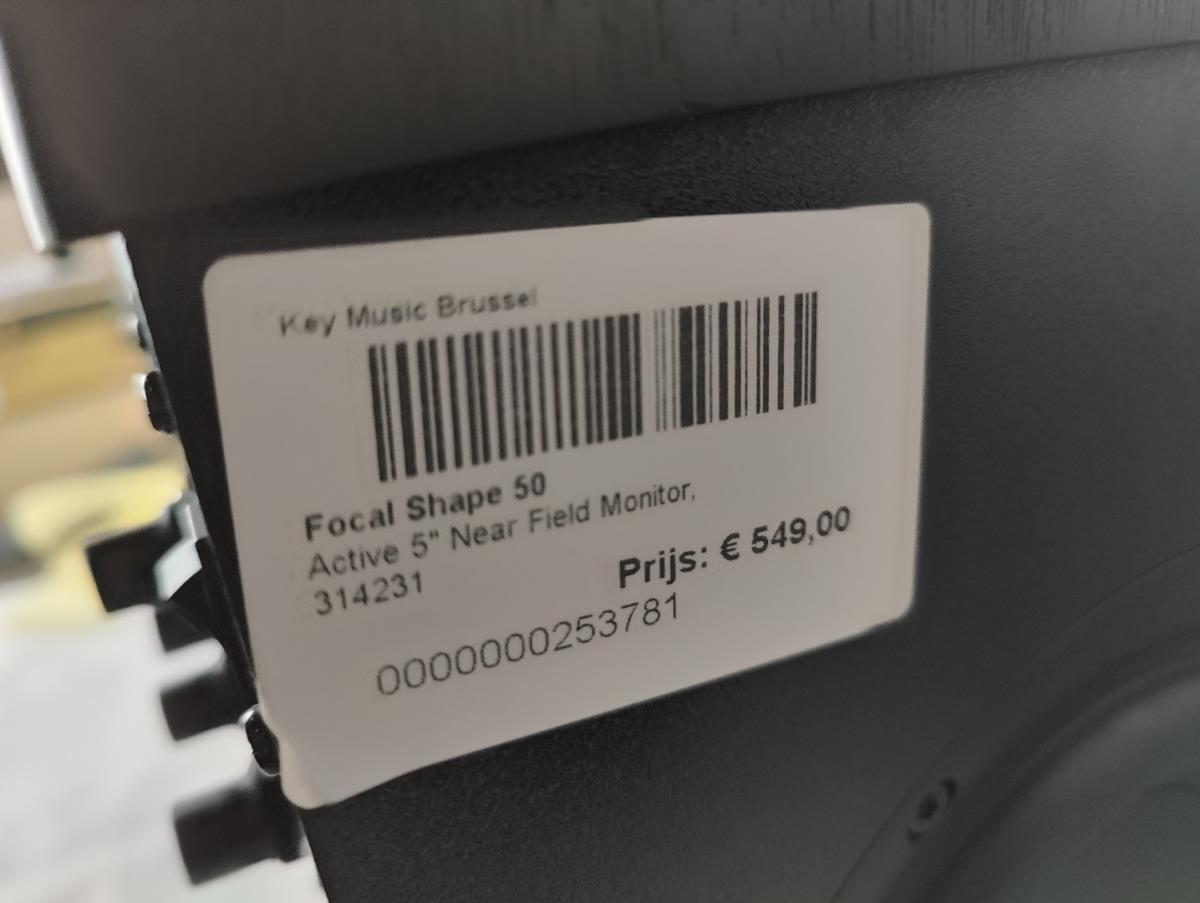 Key Music Brussel
Focal Shape 50
Active 5" Near Field Monitor,
314231
Prijs: € 549,00
0000000253781